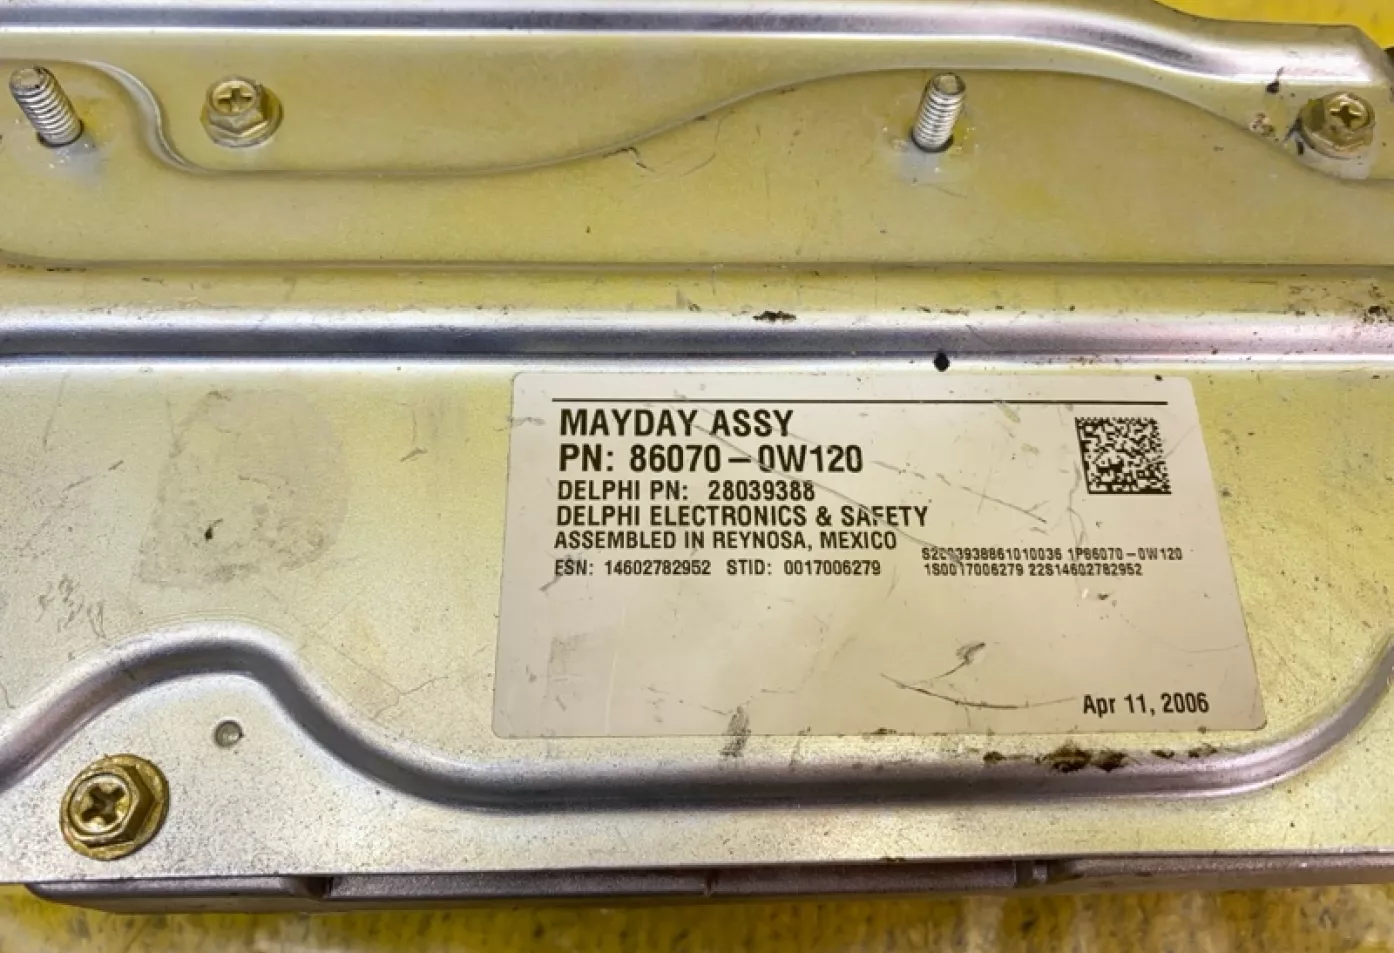 MAYDAY ASSY
PN: 86070-0W120
DELPHI PN: 28039388
DELPHI ELECTRONICS & SAFETY
ASSEMBLED IN REYNOSA, MEXICO
ESN: 14602782952 STID: 0017006279
1P86070-0W120
1S0017006279 22S14602782952
Apr 11, 2006